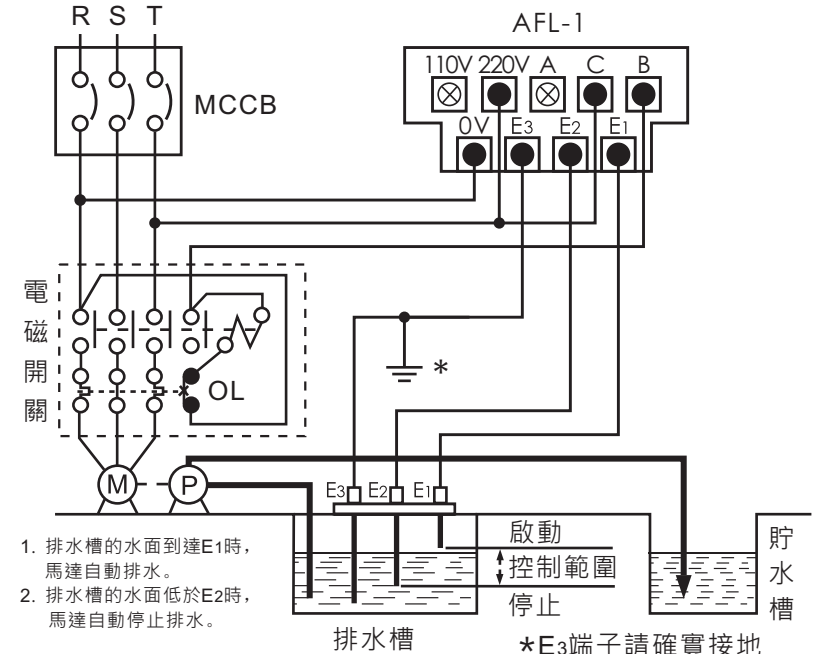 R S T
AFL-1
110V 220V A C B
MCCB
0V E3 E2 E1
電磁開關
*
OL
M P
E3 E2 E1
1. 排水槽的水面到達E1時，
馬達自動排水。
2. 排水槽的水面低於E2時，
馬達自動停止排水。
啟動
控制範圍
停止
貯水槽
排水槽
*E3端子請確實接地